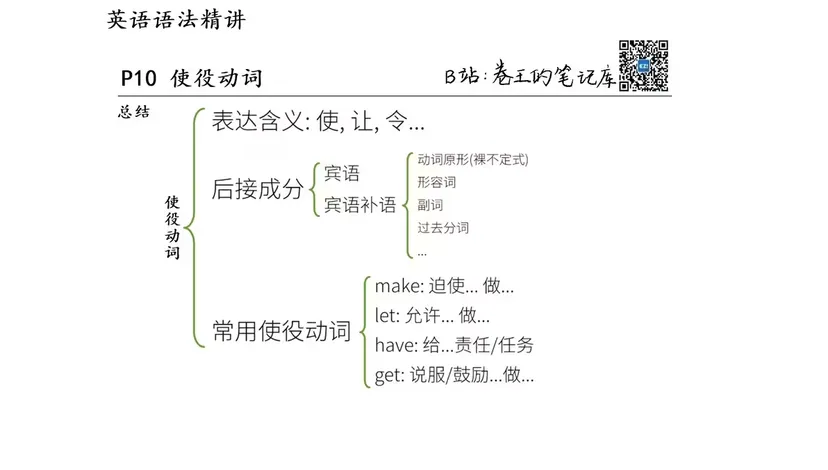 英语语法精讲
P10 使役动词
B站:卷王的笔记库
总结
使役动词
表达含义: 使, 让, 令...
后接成分
宾语
宾语补语
动词原形(裸不定式)
形容词
副词
过去分词
...
常用使役动词
make: 迫使... 做...
let: 允许... 做...
have: 给...责任/任务
get: 说服/鼓励...做...